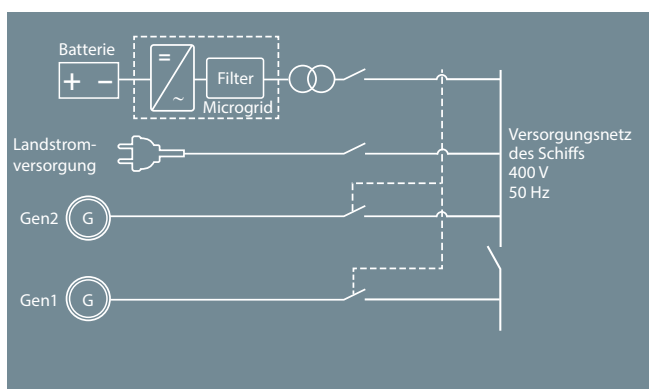 Batterie
+ −
=
~
Filter
Microgrid
Landstrom-
versorgung
Versorgungsnetz
des Schiffs
400 V
50 Hz
Gen2
G
Gen1
G